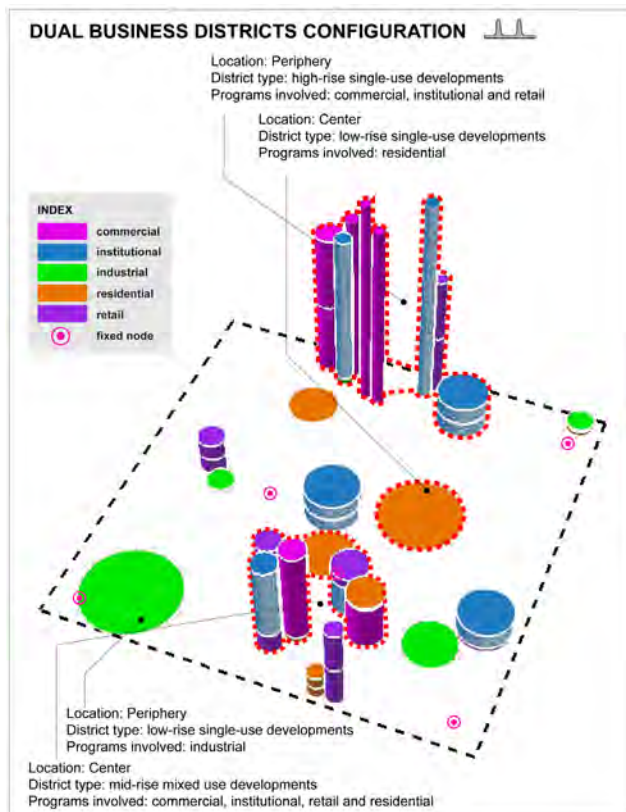 DUAL BUSINESS DISTRICTS CONFIGURATION
Location: Periphery
District type: high-rise single-use developments
Programs involved: commercial, institutional and retail
Location: Center
District type: low-rise single-use developments
Programs involved: residential
INDEX
commercial
institutional
industrial
residential
retail
fixed node
Location: Periphery
District type: low-rise single-use developments
Programs involved: industrial
Location: Center
District type: mid-rise mixed use developments
Programs involved: commercial, institutional, retail and residential